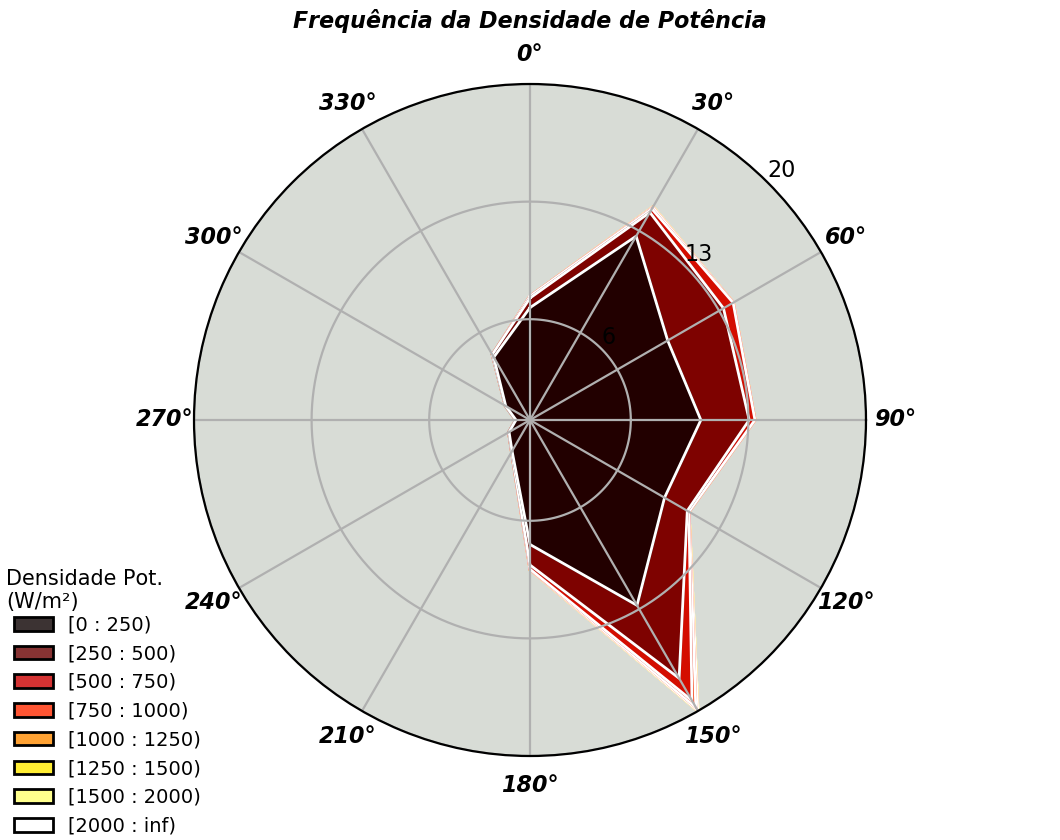 Frequência da Densidade de Potência
0°
330°
30°
20
300°
60°
13
6
270°
90°
Densidade Pot.
(W/m²)
240°
120°
[0 : 250)
[250 : 500)
[500 : 750)
[750 : 1000)
210°
150°
[1000 : 1250)
[1250 : 1500)
180°
[1500 : 2000)
[2000 : inf)